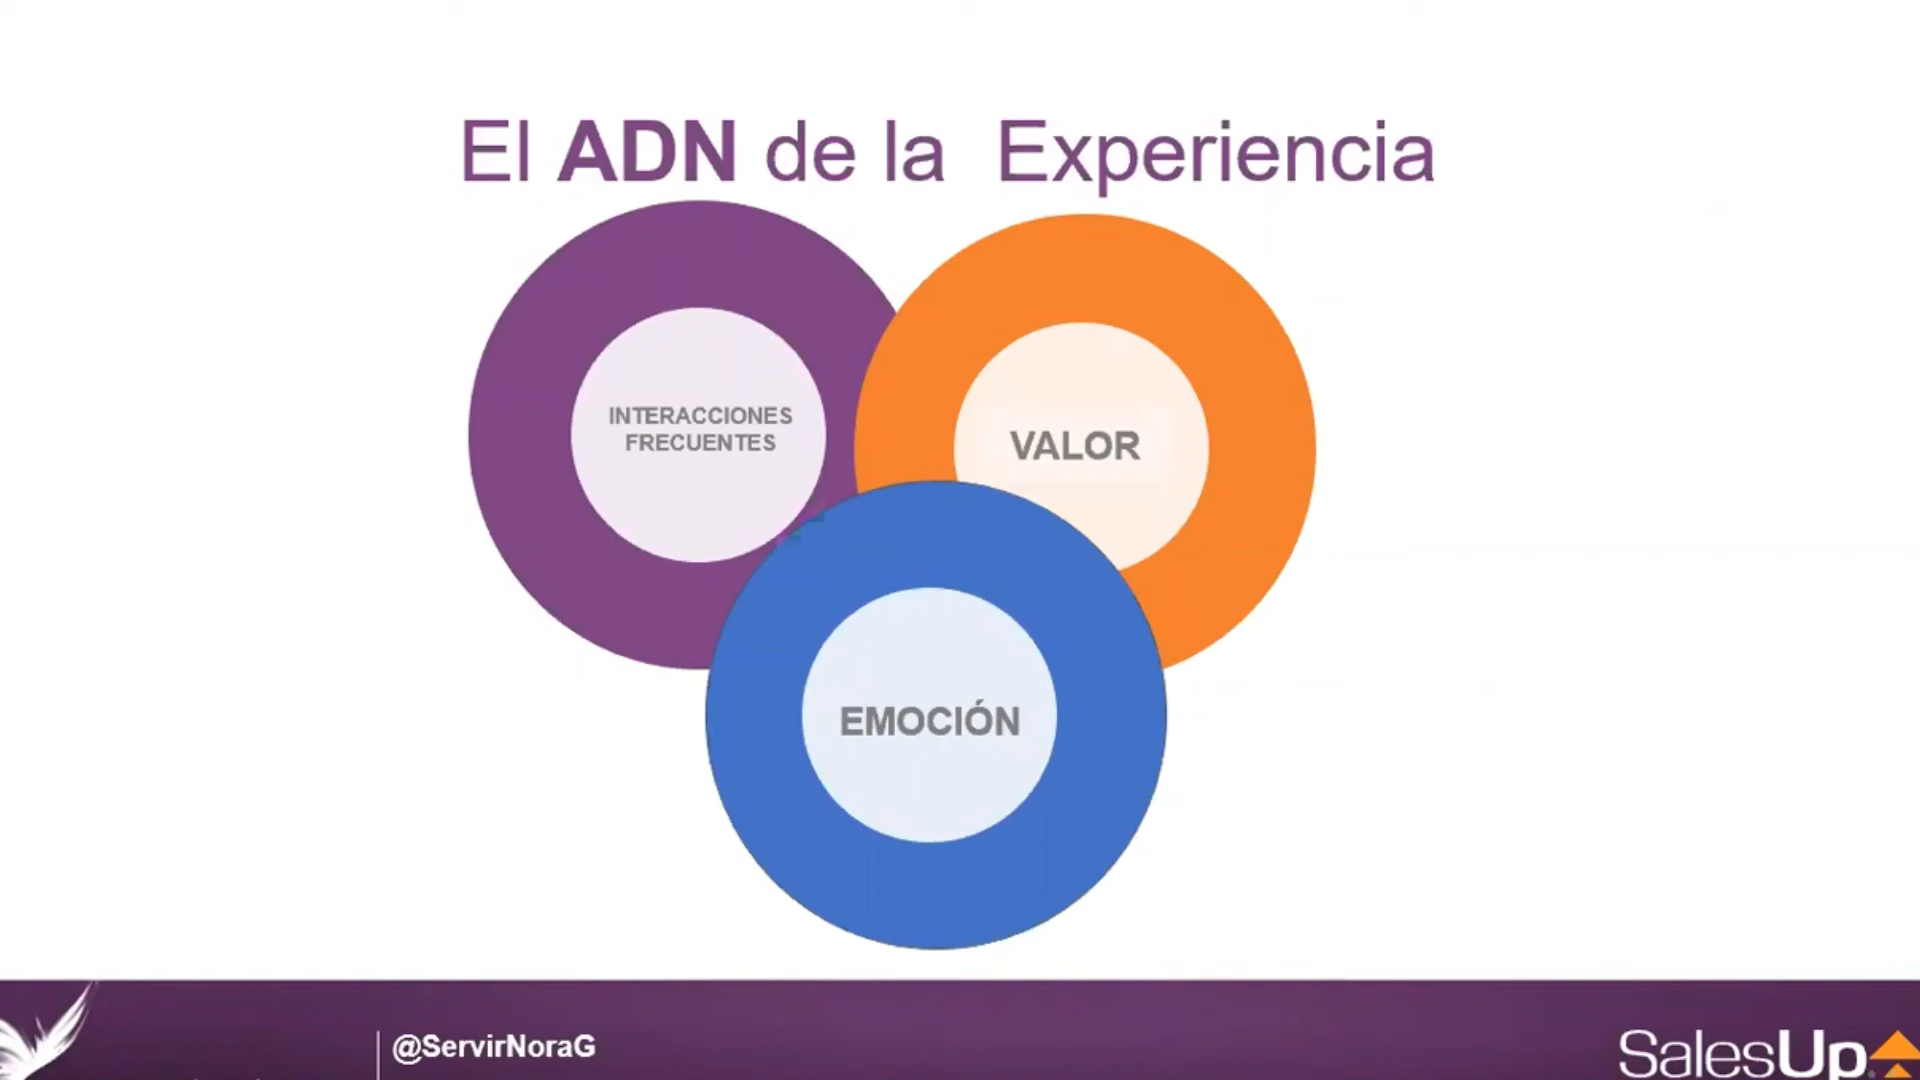 El ADN de la Experiencia
INTERACCIONES
FRECUENTES
VALOR
EMOCIÓN
@ServirNoraG
SalesUp